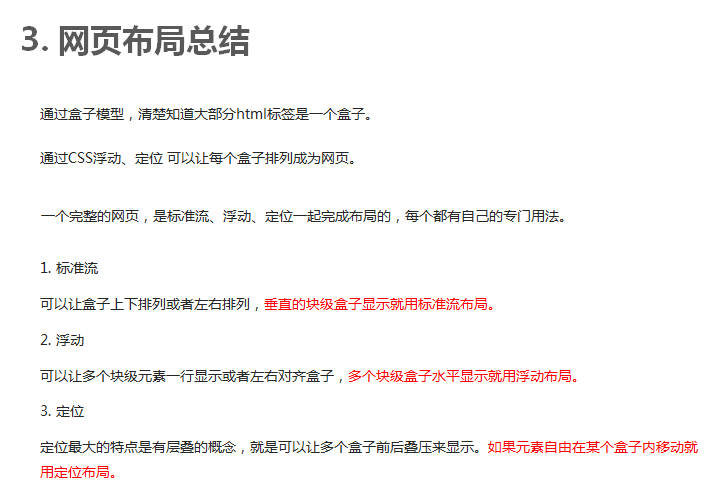 3. 网页布局总结
通过盒子模型，清楚知道大部分html标签是一个盒子。
通过CSS浮动、定位 可以让每个盒子排列成为网页。
一个完整的网页，是标准流、浮动、定位一起完成布局的，每个都有自己的专门用法。
1. 标准流
可以让盒子上下排列或者左右排列，垂直的块级盒子显示就用标准流布局。
2. 浮动
可以让多个块级元素一行显示或者左右对齐盒子，多个块级盒子水平显示就用浮动布局。
3. 定位
定位最大的特点是有层叠的概念，就是可以让多个盒子前后叠压来显示。如果元素自由在某个盒子内移动就
用定位布局。